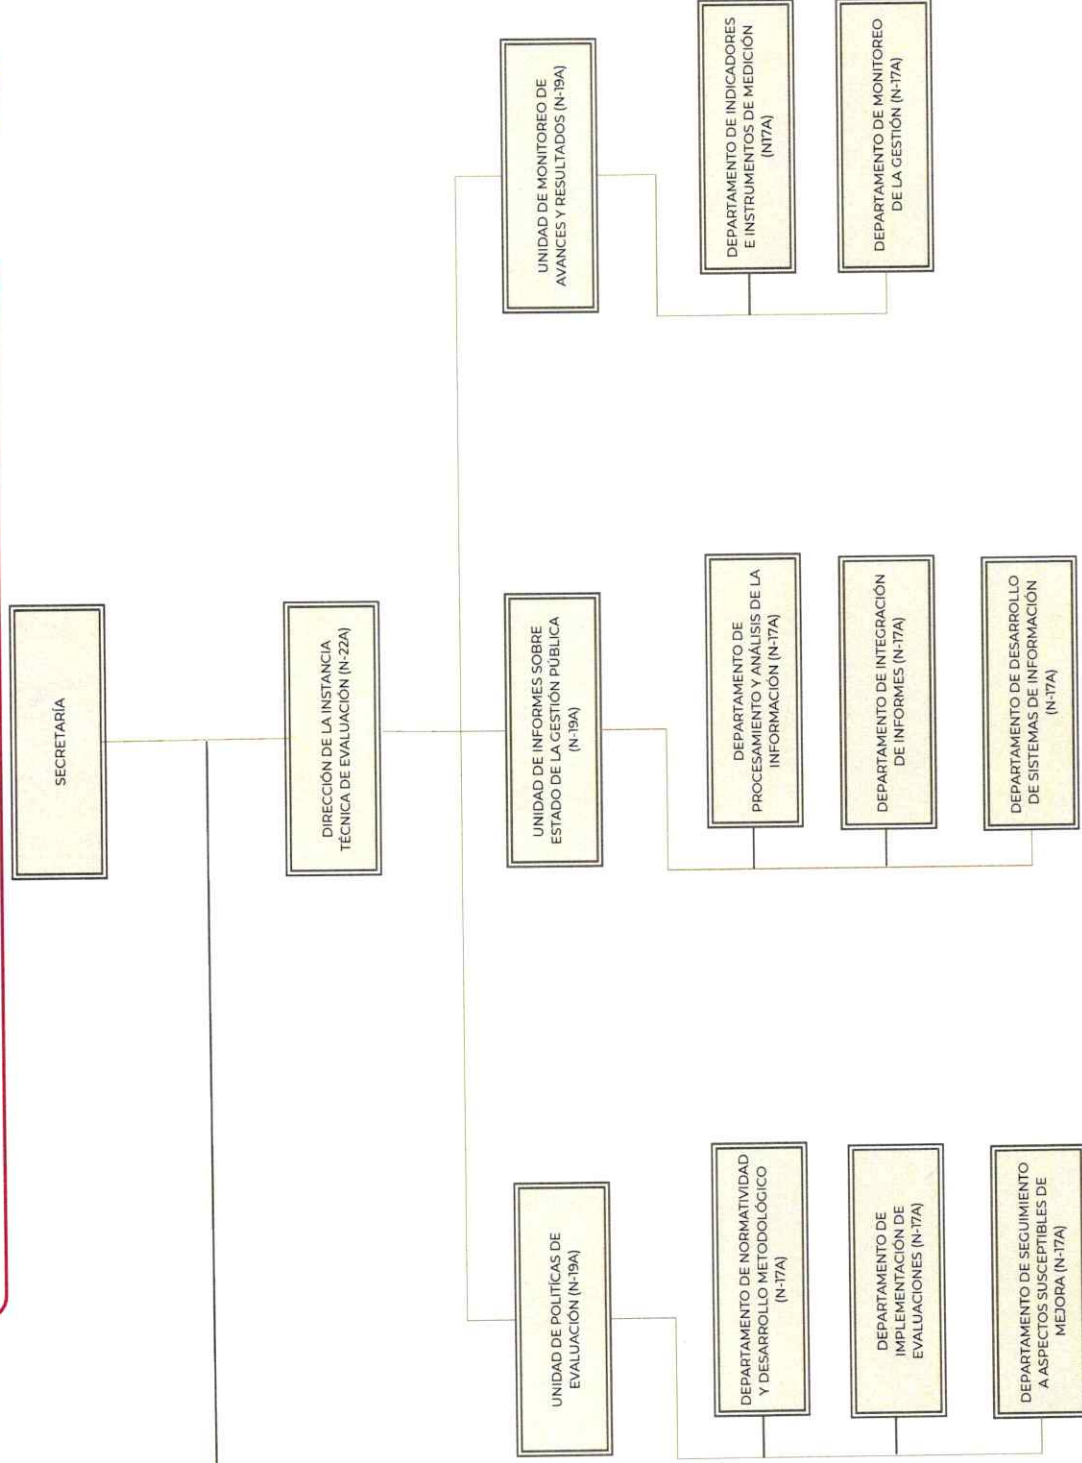 SECRETARÍA
DIRECCIÓN DE LA INSTANCIA
TÉCNICA DE EVALUACIÓN (N-22A)
UNIDAD DE POLITÍCAS DE
EVALUACIÓN (N-19A)
DEPARTAMENTO DE NORMATIVIDAD
Y DESARROLLO METODOLÓGICO
(N-17A)
DEPARTAMENTO DE
IMPLEMENTACIÓN DE
EVALUACIONES (N-17A)
DEPARTAMENTO DE SEGUIMIENTO
A ASPECTOS SUSCEPTIBLES DE
MEJORA (N-17A)
UNIDAD DE INFORMES SOBRE
ESTADO DE LA GESTIÓN PÚBLICA
(N-19A)
DEPARTAMENTO DE
PROCESAMIENTO Y ANÁLISIS DE LA
INFORMACIÓN (N-17A)
DEPARTAMENTO DE INTEGRACIÓN
DE INFORMES (N-17A)
DEPARTAMENTO DE DESARROLLO
DE SISTEMAS DE INFORMACIÓN
(N-17A)
UNIDAD DE MONITOREO DE
AVANCES Y RESULTADOS (N-19A)
DEPARTAMENTO DE INDICADORES
E INSTRUMENTOS DE MEDICIÓN
(N17A)
DEPARTAMENTO DE MONITOREO
DE LA GESTIÓN (N-17A)